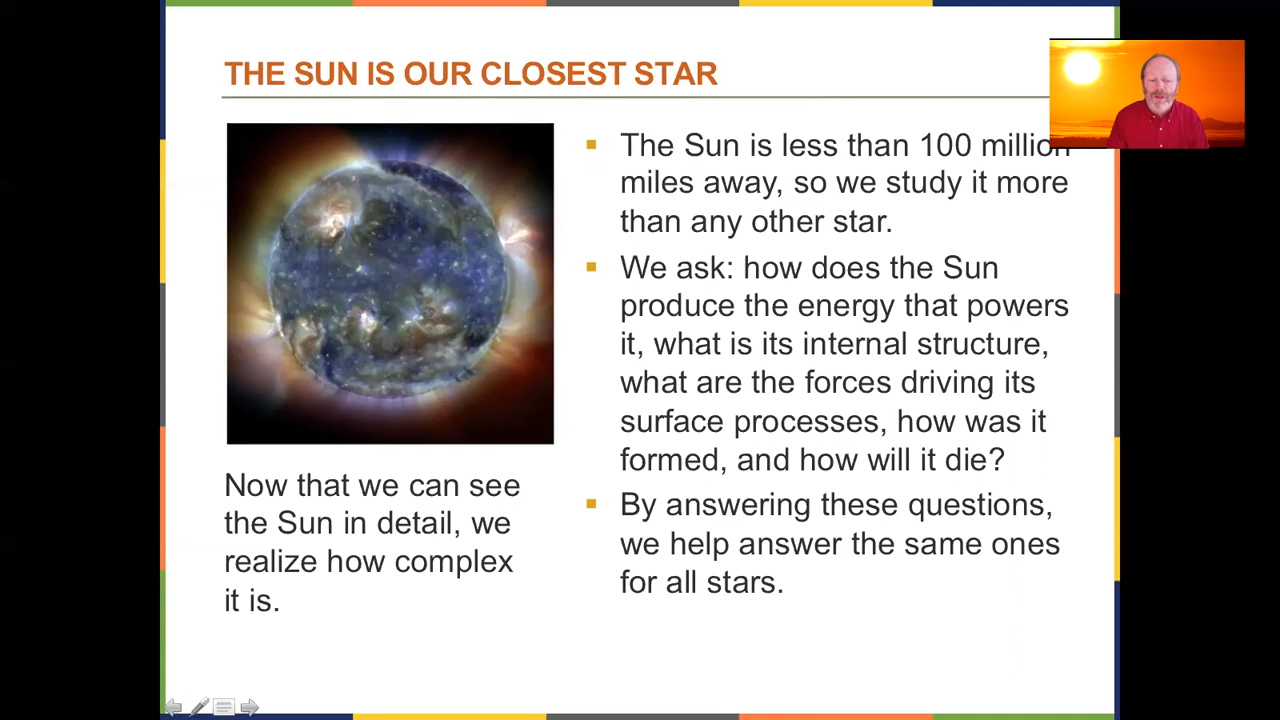 THE SUN IS OUR CLOSEST STAR
The Sun is less than 100 million
miles away, so we study it more
than any other star.
We ask: how does the Sun
produce the energy that powers
it, what is its internal structure,
what are the forces driving its
surface processes, how was it
formed, and how will it die?
By answering these questions,
we help answer the same ones
for all stars.
Now that we can see
the Sun in detail, we
realize how complex
it is.